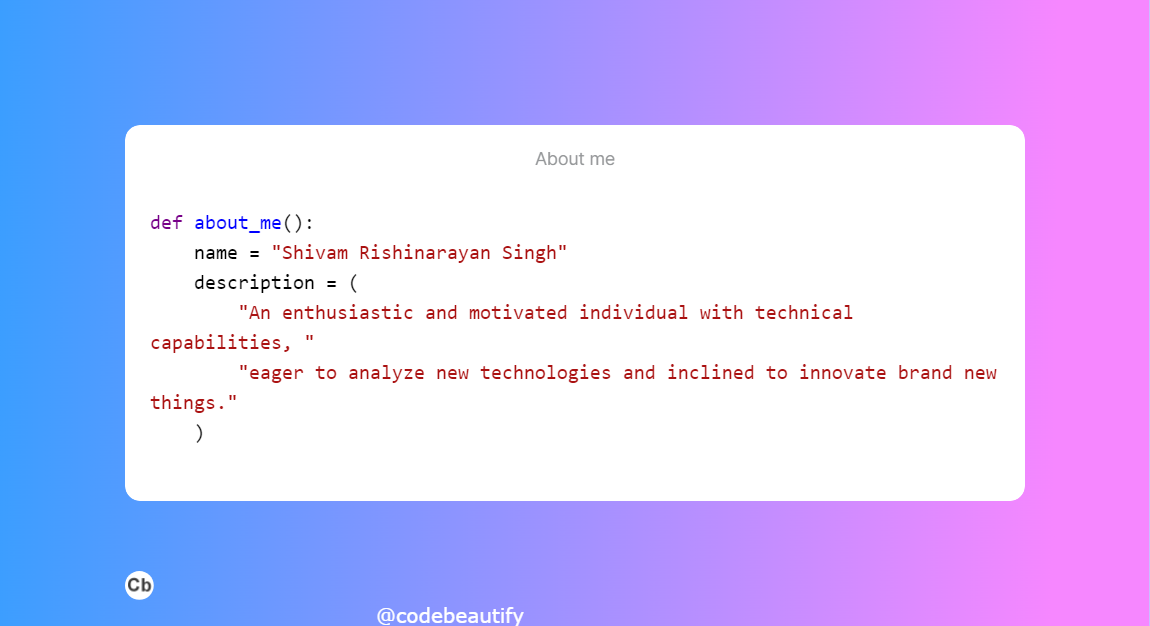 About me
def about_me():
    name = "Shivam Rishinarayan Singh"
    description = (
        "An enthusiastic and motivated individual with technical
capabilities, "
        "eager to analyze new technologies and inclined to innovate brand new
things."
    )
Cb
@codebeautify